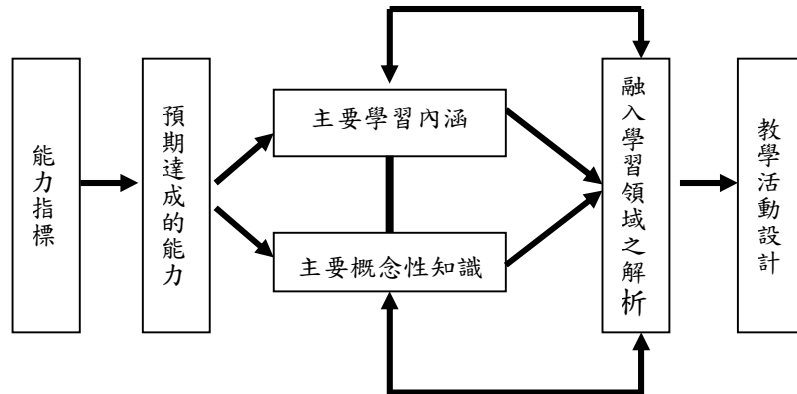 能力指標
預期達成的能力
主要學習內涵
主要概念性知識
融入學習領域之解析
教學活動設計